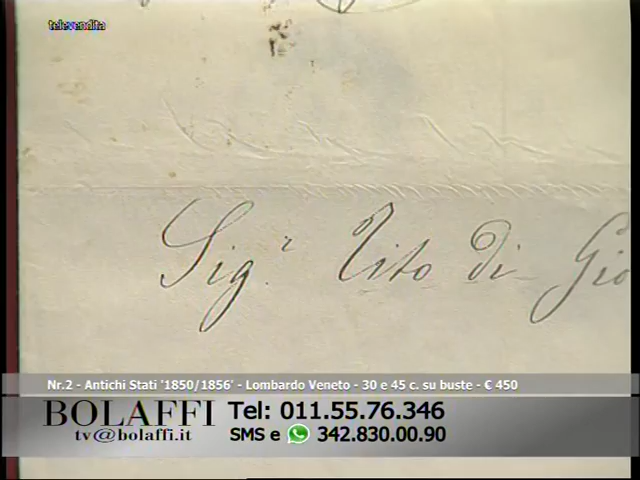 televendita
Sig.r Tito di Gio
Nr.2 - Antichi Stati '1850/1856' - Lombardo Veneto - 30 e 45 c. su buste - € 450
BOLAFFI Tel: 011.55.76.346
tv@bolaffi.it SMS e 342.830.00.90